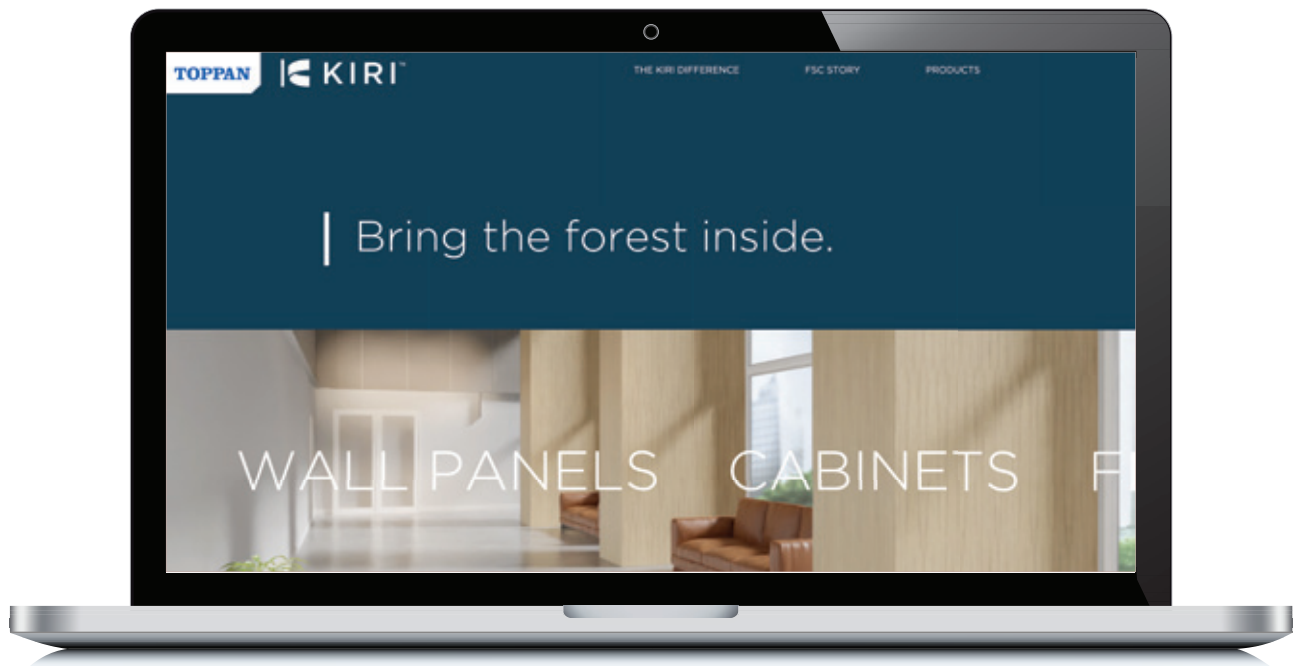 TOPPAN
KIRI™
THE KIRI DIFFERENCE
FSC STORY
PRODUCTS
Bring the forest inside.
WALL PANELS
CABINETS